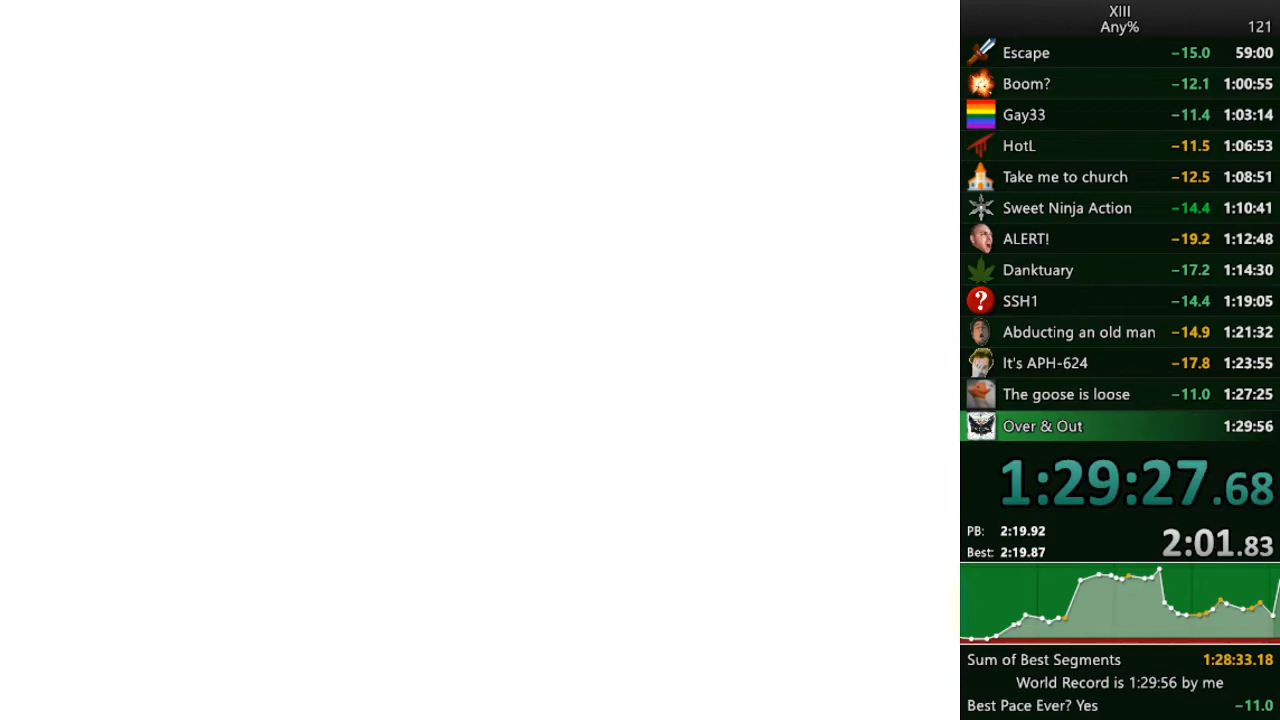 XIII
Any% 121
Escape −15.0 59:00
Boom? −12.1 1:00:55
Gay33 −11.4 1:03:14
HotL −11.5 1:06:53
Take me to church −12.5 1:08:51
Sweet Ninja Action −14.4 1:10:41
ALERT! −19.2 1:12:48
Danktuary −17.2 1:14:30
? SSH1 −14.4 1:19:05
Abducting an old man −14.9 1:21:32
It's APH-624 −17.8 1:23:55
The goose is loose −11.0 1:27:25
Over & Out 1:29:56
1:29:27.68
PB: 2:19.92
Best: 2:19.87
2:01.83
Sum of Best Segments 1:28:33.18
World Record is 1:29:56 by me
Best Pace Ever? Yes −11.0